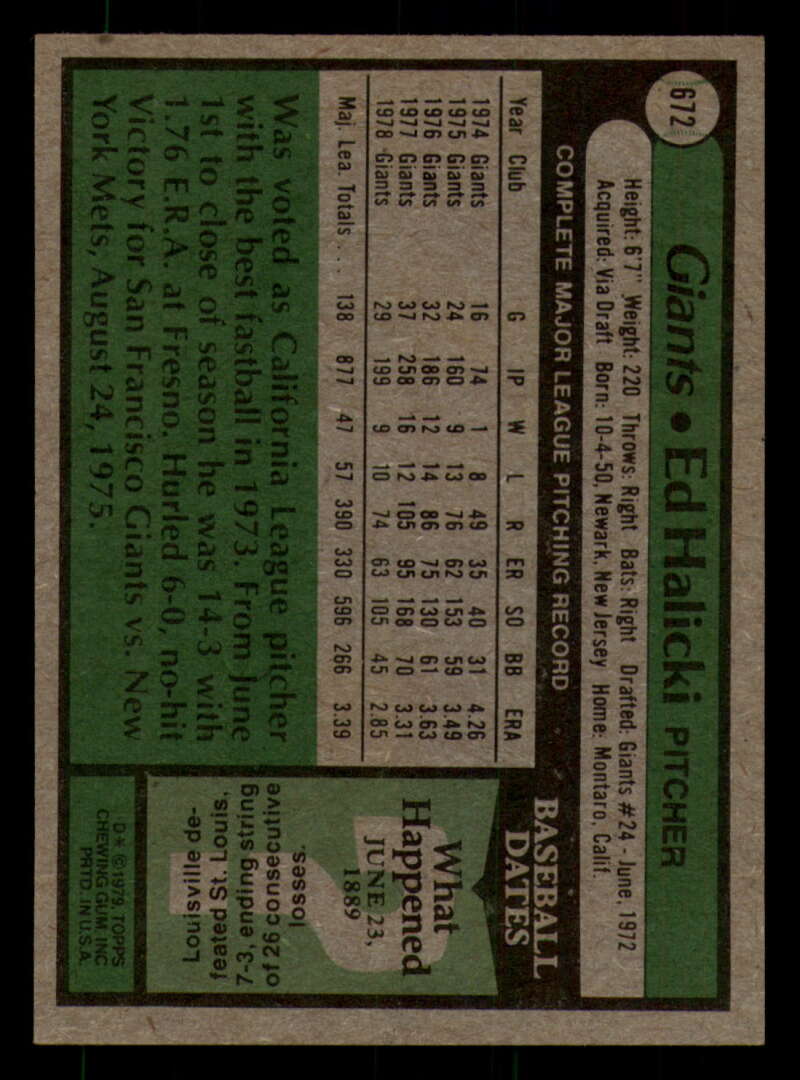 672
Giants • Ed Halicki PITCHER
Height: 6'7" Weight: 220 Throws: Right Bats: Right Drafted: Giants #24 - June, 1972
Acquired: Via Draft Born: 10-4-50, Newark, New Jersey Home: Montaro, Calif.
COMPLETE MAJOR LEAGUE PITCHING RECORD
Year Club G IP W L R ER SO BB ERA
1974 Giants 16 74 1 8 49 35 40 31 4.26
1975 Giants 24 160 9 13 76 62 153 59 3.49
1976 Giants 32 186 12 14 86 75 130 61 3.63
1977 Giants 37 258 16 12 105 95 168 70 3.31
1978 Giants 29 199 9 10 74 63 105 45 2.85
Maj. Lea. Totals . . . 138 877 47 57 390 330 596 266 3.39
Was voted as California League pitcher
with the best fastball in 1973. From June
1st to close of season he was 14-3 with
1.76 E.R.A. at Fresno. Hurled 6-0, no-hit
Victory for San Francisco Giants vs. New
York Mets, August 24, 1975.
BASEBALL
DATES
What
Happened
JUNE 23,
1889
Louisville de-
feated St. Louis,
7-3, ending string
of 26 consecutive
losses.
D* © 1979, TOPPS
CHEWING GUM, INC
PRTD. IN U.S.A.